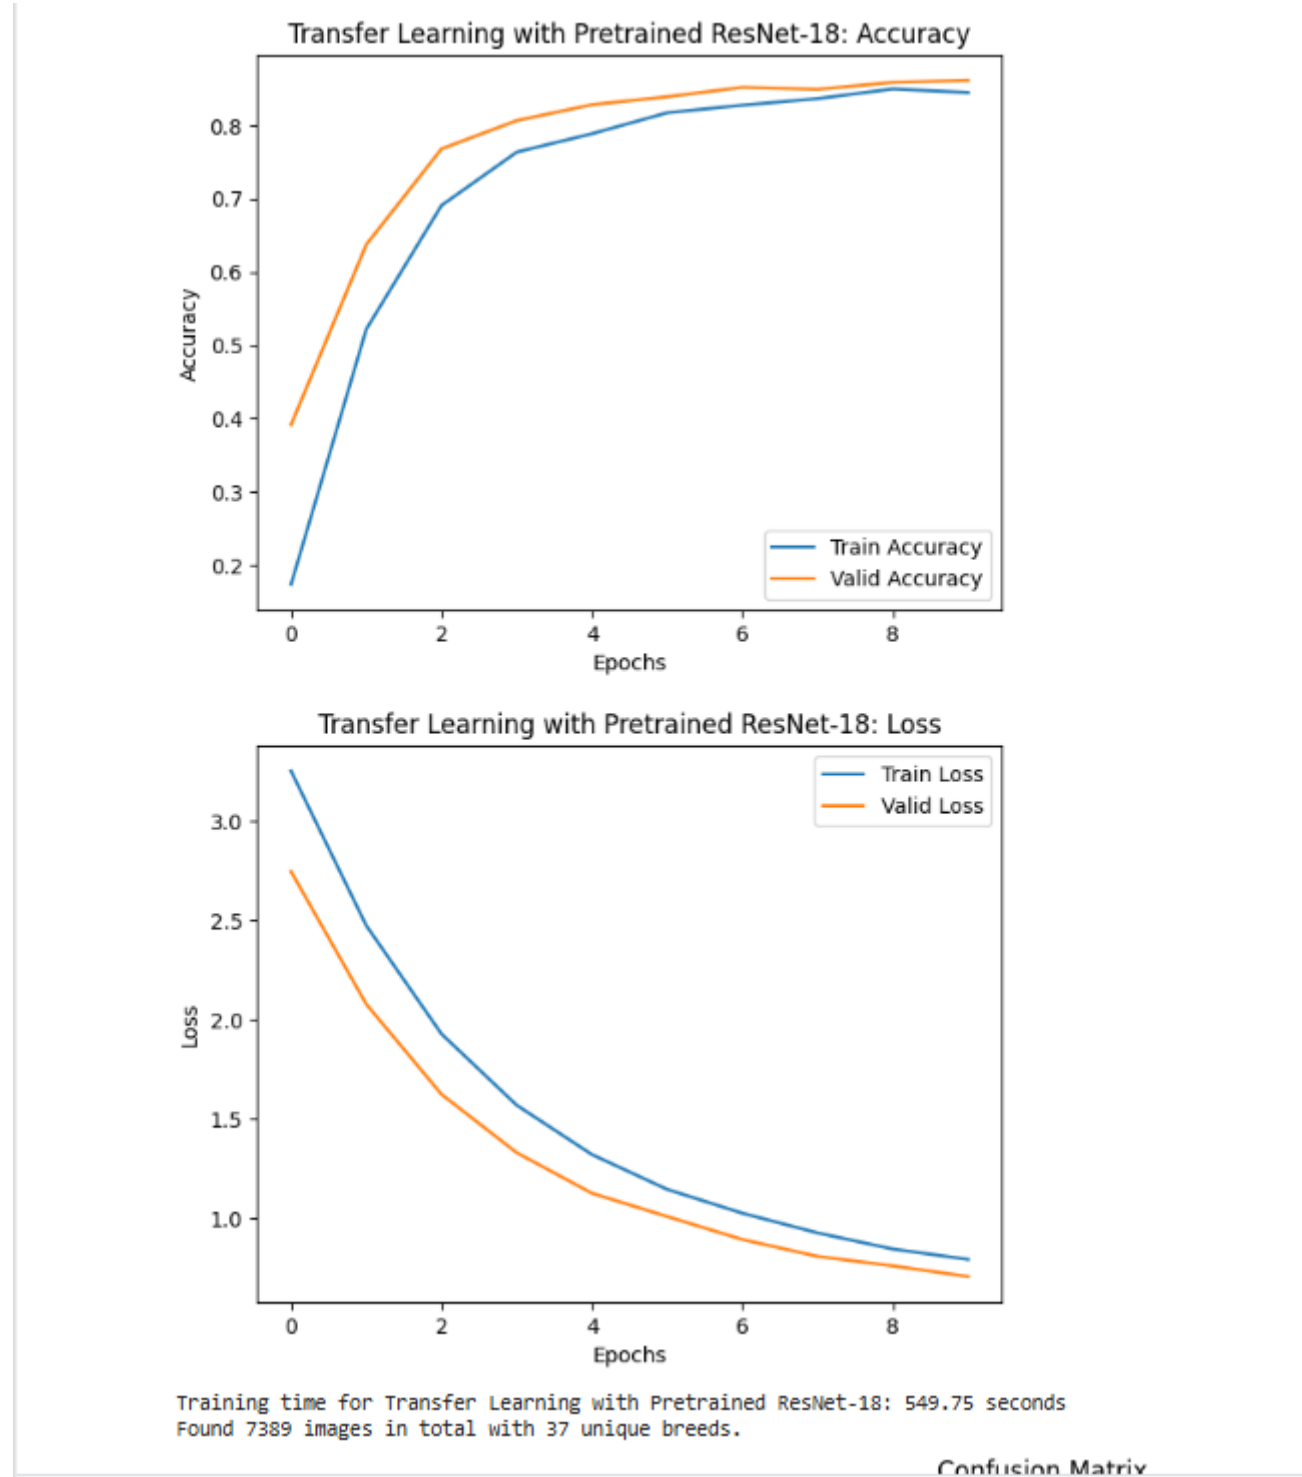 Transfer Learning with Pretrained ResNet-18: Accuracy
0.8
0.7
0.6
0.5
0.4
0.3
0.2
Accuracy
Train Accuracy
Valid Accuracy
0 2 4 6 8
Epochs
Transfer Learning with Pretrained ResNet-18: Loss
Train Loss
Valid Loss
3.0
2.5
2.0
1.5
1.0
Loss
0 2 4 6 8
Epochs
Training time for Transfer Learning with Pretrained ResNet-18: 549.75 seconds
Found 7389 images in total with 37 unique breeds.
Confusion Matrix